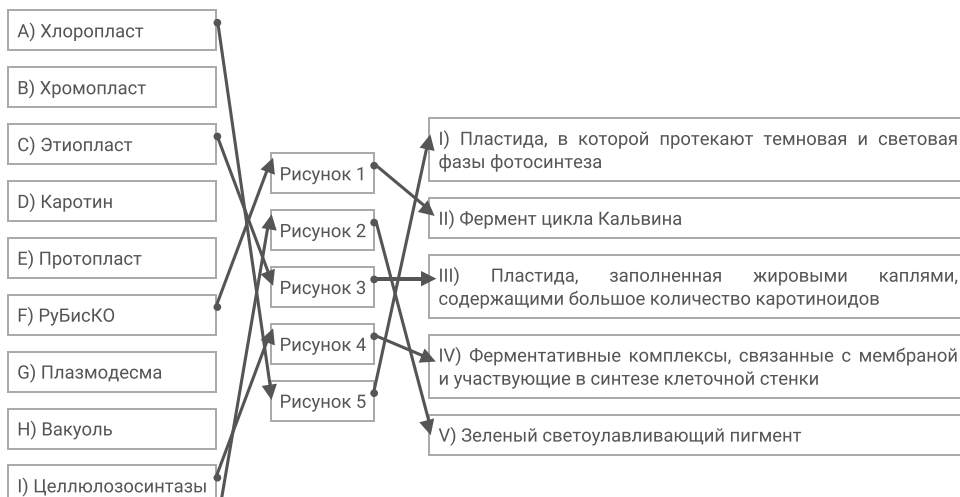 A) Хлоропласт
B) Хромопласт
C) Этиопласт
D) Каротин
E) Протопласт
F) РуБисКО
G) Плазмодесма
H) Вакуоль
I) Целлюлозосинтазы
Рисунок 1
Рисунок 2
Рисунок 3
Рисунок 4
Рисунок 5
I) Пластида, в которой протекают темновая и световая
фазы фотосинтеза
II) Фермент цикла Кальвина
III) Пластида, заполненная жировыми каплями,
содержащими большое количество каротиноидов
IV) Ферментативные комплексы, связанные с мембраной
и участвующие в синтезе клеточной стенки
V) Зеленый светоулавливающий пигмент